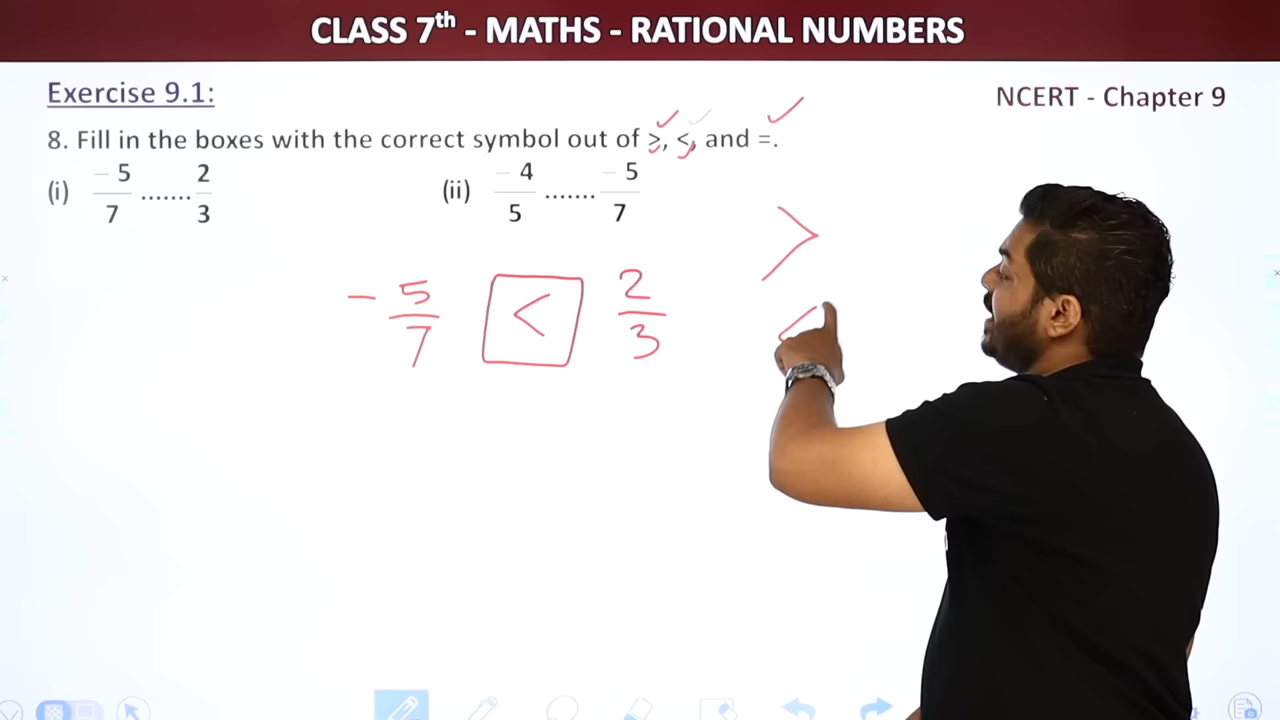 CLASS 7th - MATHS - RATIONAL NUMBERS
Exercise 9.1:
NCERT - Chapter 9
8. Fill in the boxes with the correct symbol out of >, <, and =.
(i) -5/7 ....... 2/3 (ii) -4/5 ....... -5/7
>
- 5/7 < 2/3
<